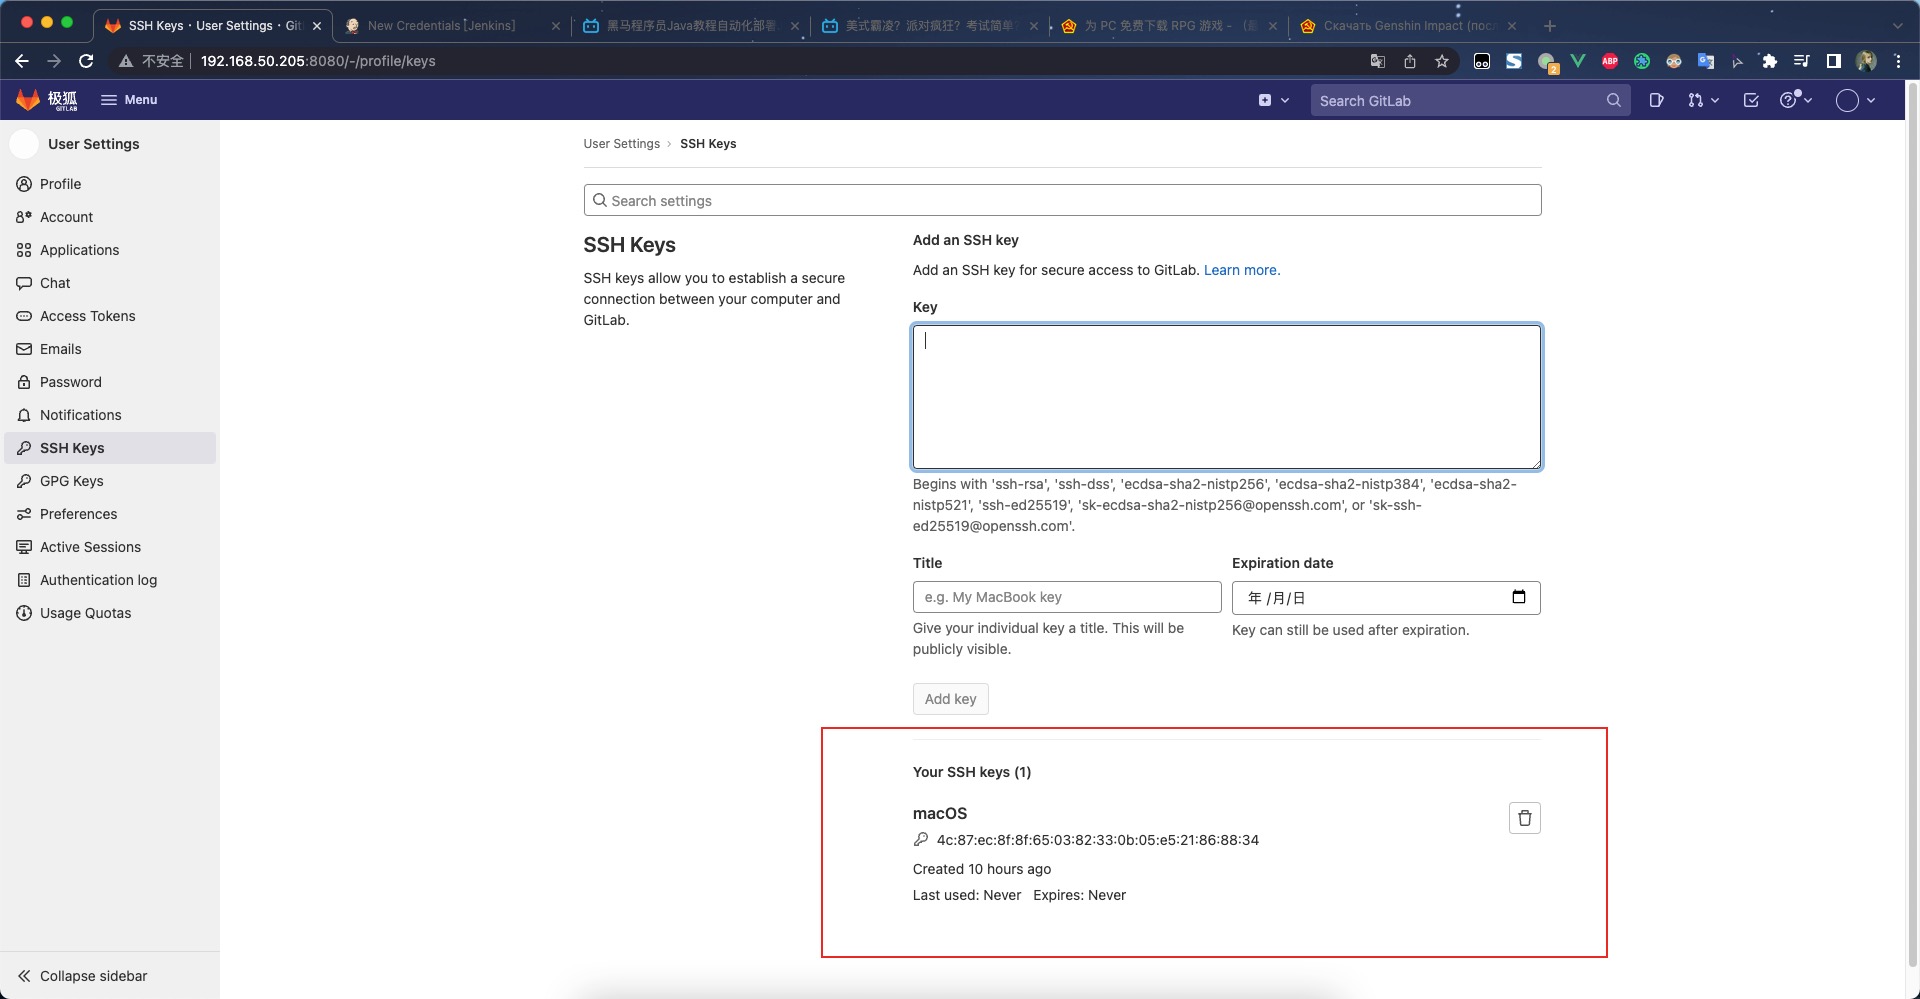 SSH Keys · User Settings · Git
New Credentials [Jenkins]
黑马程序员Java教程自动化部署
美式霸凌？派对疯狂？考试简单
为 PC 免费下载 RPG 游戏 -
Скачать Genshin Impact (посл
不安全
192.168.50.205:8080/-/profile/keys
ABP
2
极狐
GITLAB
Menu
Search GitLab
User Settings
Profile
Account
Applications
Chat
Access Tokens
Emails
Password
Notifications
SSH Keys
GPG Keys
Preferences
Active Sessions
Authentication log
Usage Quotas
Collapse sidebar
User Settings › SSH Keys
Search settings
SSH Keys
SSH keys allow you to establish a secure
connection between your computer and
GitLab.
Add an SSH key
Add an SSH key for secure access to GitLab. Learn more.
Key
Begins with 'ssh-rsa', 'ssh-dss', 'ecdsa-sha2-nistp256', 'ecdsa-sha2-nistp384', 'ecdsa-sha2-
nistp521', 'ssh-ed25519', 'sk-ecdsa-sha2-nistp256@openssh.com', or 'sk-ssh-
ed25519@openssh.com'.
Title
e.g. My MacBook key
Give your individual key a title. This will be
publicly visible.
Expiration date
年 /月/日
Key can still be used after expiration.
Add key
Your SSH keys (1)
macOS
4c:87:ec:8f:8f:65:03:82:33:0b:05:e5:21:86:88:34
Created 10 hours ago
Last used: Never Expires: Never